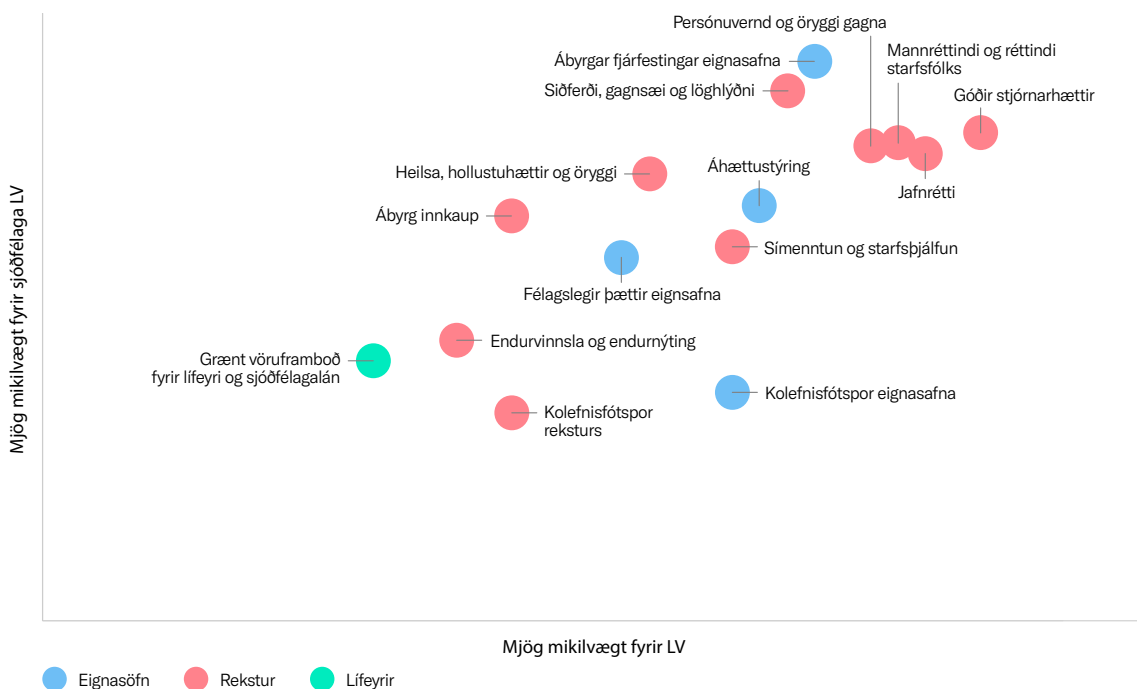 Persónuvernd og öryggi gagna
Mannréttindi og réttindi
starfsfólks
Ábyrgar fjárfestingar eignasafna
Siðferði, gagnsæi og löghlýðni
Góðir stjórnarhættir
Heilsa, hollustuhættir og öryggi
Áhættustýring
Jafnrétti
Ábyrg innkaup
Símenntun og starfsþjálfun
Félagslegir þættir eignsafna
Endurvinnsla og endurnýting
Grænt vöruframboð
fyrir lífeyri og sjóðfélagalán
Kolefnisfótspor eignasafna
Kolefnisfótspor
reksturs
Mjög mikilvægt fyrir sjóðfélaga LV
Mjög mikilvægt fyrir LV
Eignasöfn
Rekstur
Lífeyrir